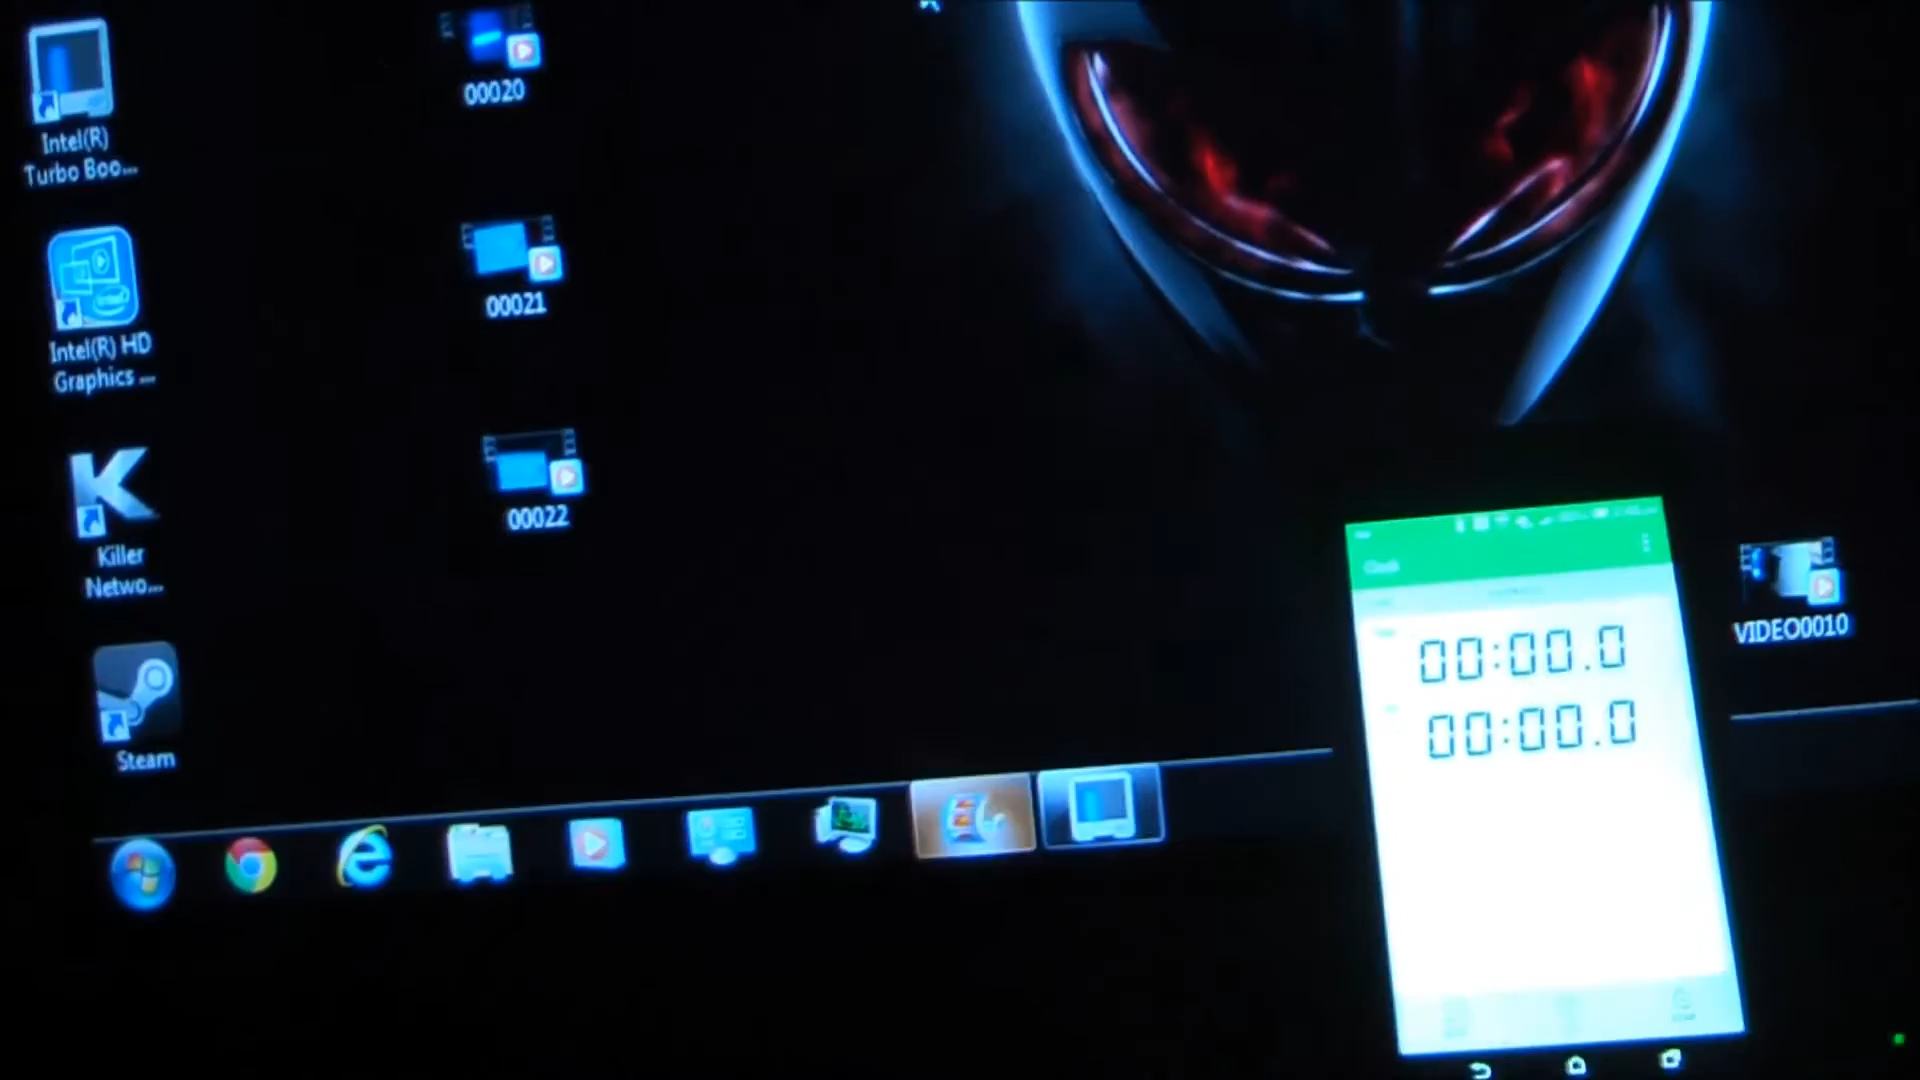 00020
Intel(R)
Turbo Boo...
00021
Intel(R) HD
Graphics ...
00022
Killer
Netwo...
Steam
Clock
00:00.0
00:00.0
VIDEO0010